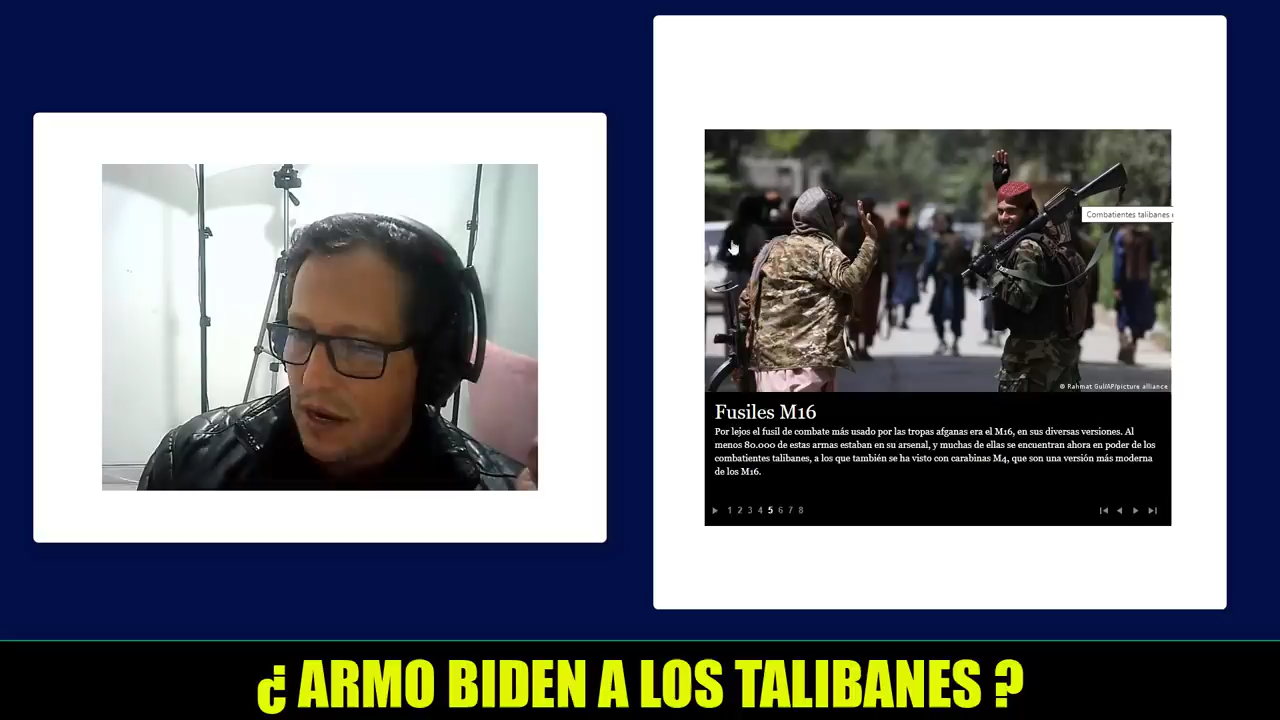 Combatientes talibanes
© Rahmat Gul/AP/picture alliance
Fusiles M16
Por lejos el fusil de combate más usado por las tropas afganas era el M16, en sus diversas versiones. Al
menos 80.000 de estas armas estaban en su arsenal, y muchas de ellas se encuentran ahora en poder de los
combatientes talibanes, a los que también se ha visto con carabinas M4, que son una versión más moderna
de los M16.
1 2 3 4 5 6 7 8
¿ ARMO BIDEN A LOS TALIBANES ?